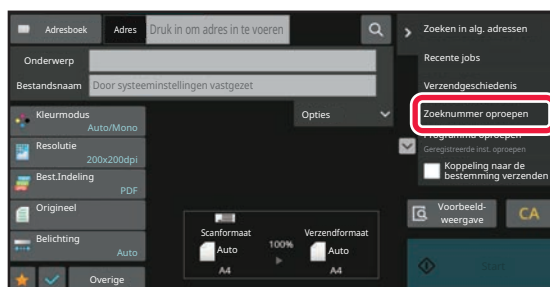 Adresboek
Adres
Druk in om adres in te voeren
Zoeken in alg. adressen
Onderwerp
Recente jobs
Bestandsnaam
Door systeeminstellingen vastgezet
Verzendgeschiedenis
Kleurmodus
Auto/Mono
Opties
Zoeknummer oproepen
Programma oproepen
Geregistreerde inst. oproepen
Resolutie
200x200dpi
Koppeling naar de
bestemming verzenden
Best.Indeling
PDF
Origineel
Voorbeeld-
weergave
CA
Belichting
Auto
Scanformaat
Auto
A4
100%
Verzendformaat
Auto
A4
Start
Overige